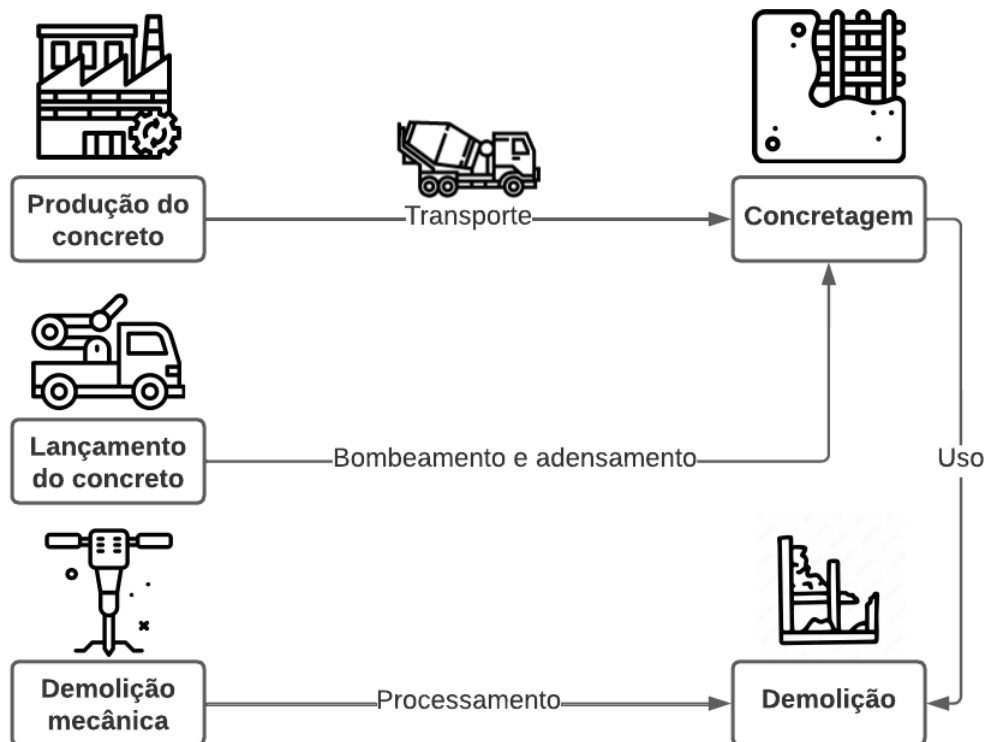 Produção do
concreto
Transporte
Concretagem
Lançamento
do concreto
Bombeamento e adensamento
Uso
Demolição
mecânica
Processamento
Demolição